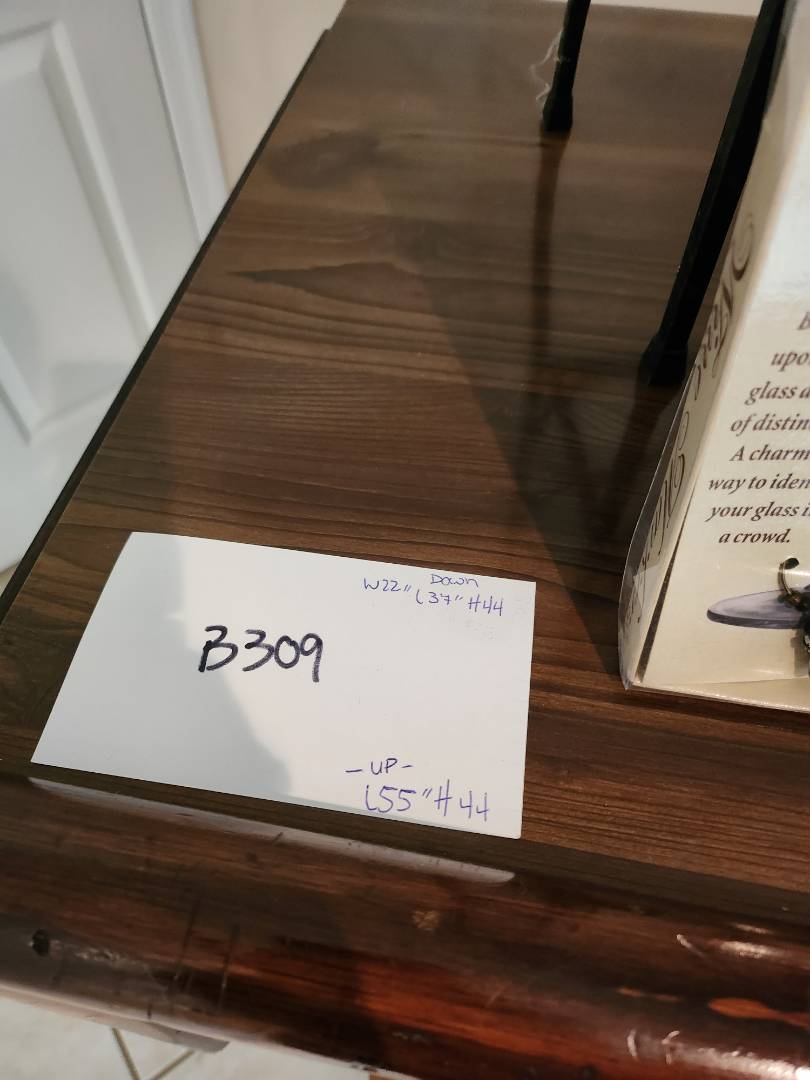 Down
W22" L37" H44
B309
-UP-
L55" H44
upo
glass a
of distin
A charm
way to iden
your glass i
a crowd.